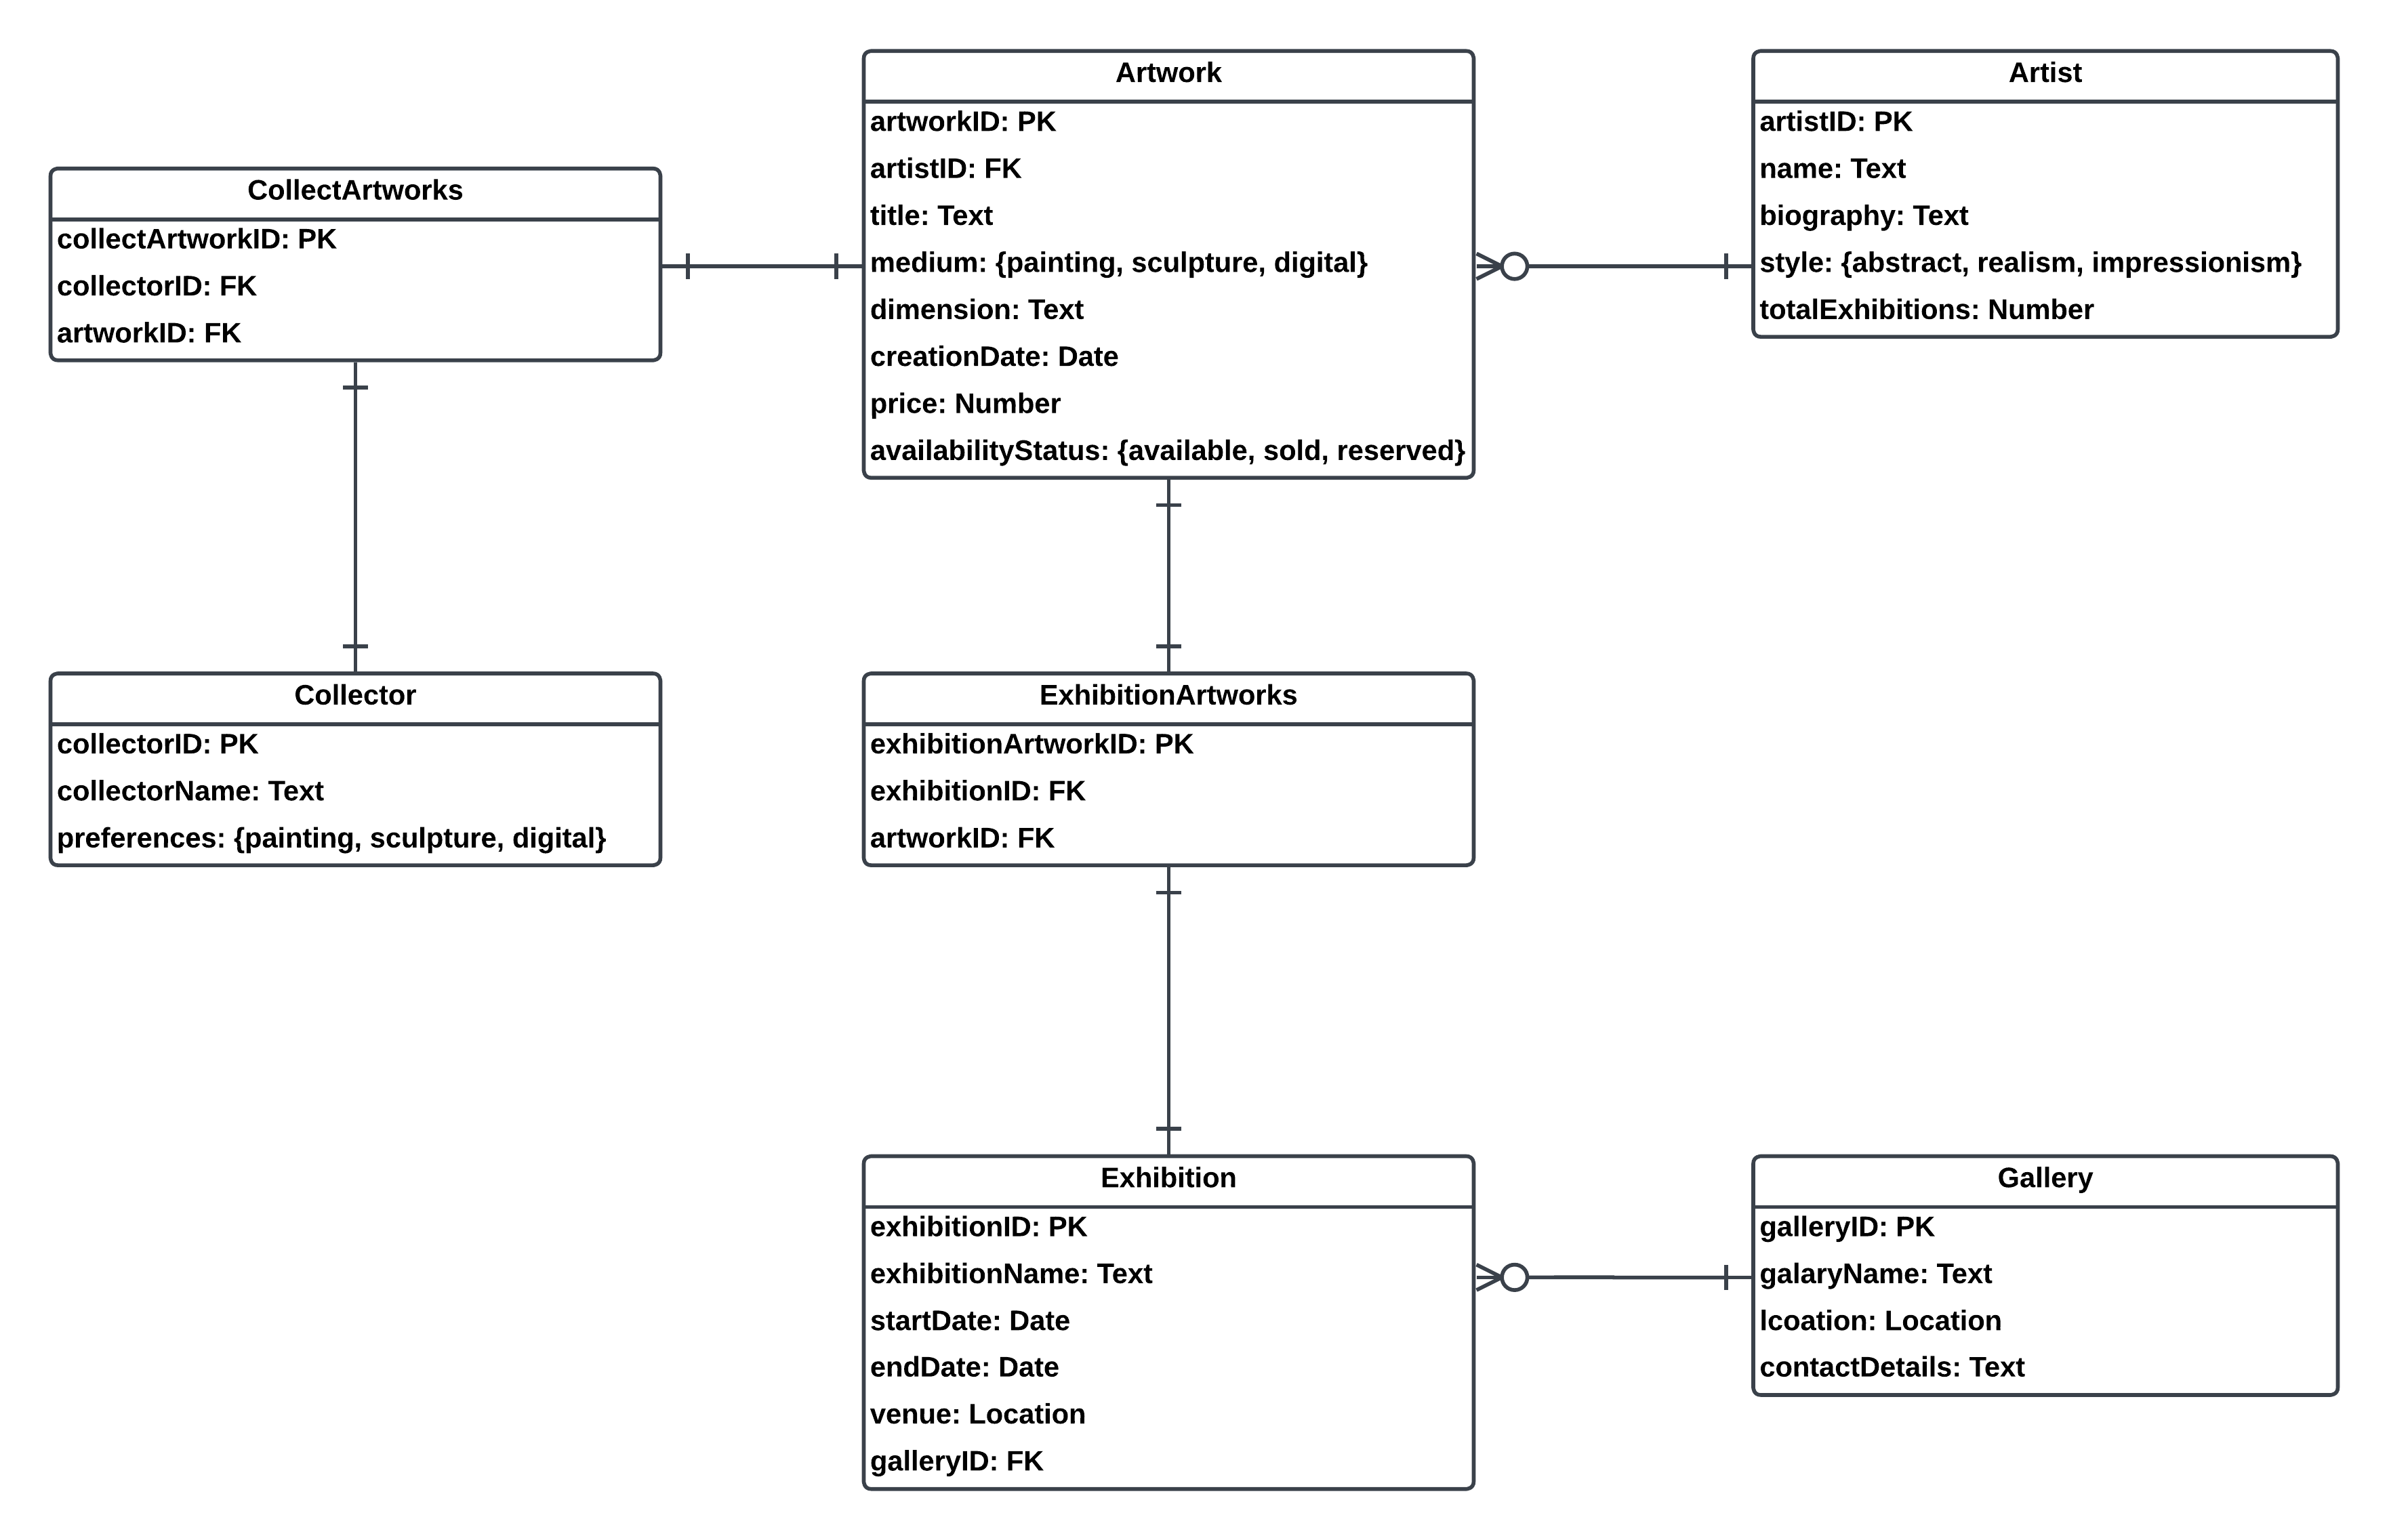 Artwork
artworkID: PK
artistID: FK
title: Text
medium: {painting, sculpture, digital}
dimension: Text
creationDate: Date
price: Number
availabilityStatus: {available, sold, reserved}
Artist
artistID: PK
name: Text
biography: Text
style: {abstract, realism, impressionism}
totalExhibitions: Number
CollectArtworks
collectArtworkID: PK
collectorID: FK
artworkID: FK
Collector
collectorID: PK
collectorName: Text
preferences: {painting, sculpture, digital}
ExhibitionArtworks
exhibitionArtworkID: PK
exhibitionID: FK
artworkID: FK
Exhibition
exhibitionID: PK
exhibitionName: Text
startDate: Date
endDate: Date
venue: Location
galleryID: FK
Gallery
galleryID: PK
galaryName: Text
lcoation: Location
contactDetails: Text